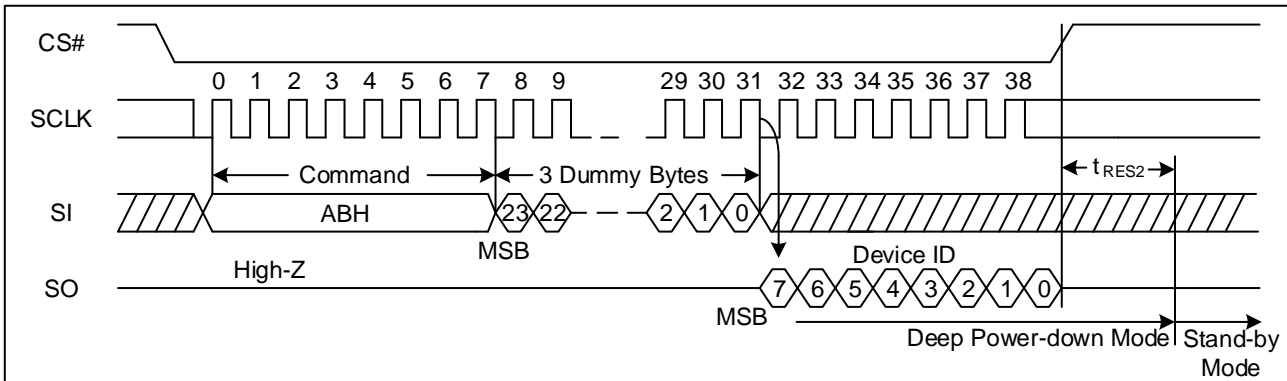 CS#
0 1 2 3 4 5 6 7 8 9 29 30 31 32 33 34 35 36 37 38
SCLK
Command 3 Dummy Bytes tRES2
SI ABH 23 22 2 1 0
MSB
High-Z Device ID
SO 7 6 5 4 3 2 1 0
MSB
Deep Power-down Mode Stand-by
Mode